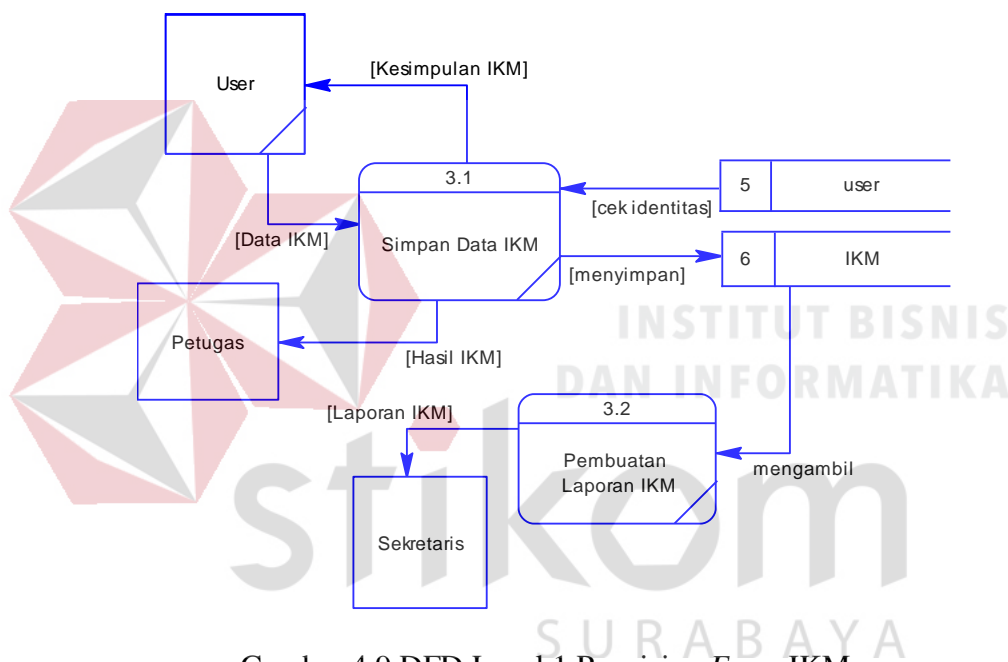 User
[Kesimpulan IKM]
3.1
Simpan Data IKM
[Data IKM]
5
user
[cek identitas]
6
IKM
[menyimpan]
Petugas
[Hasil IKM]
INSTITUT BISNIS
DAN INFORMATIKA
[Laporan IKM]
3.2
Pembuatan
Laporan IKM
mengambil
Sekretaris
stikom
SURABAYA